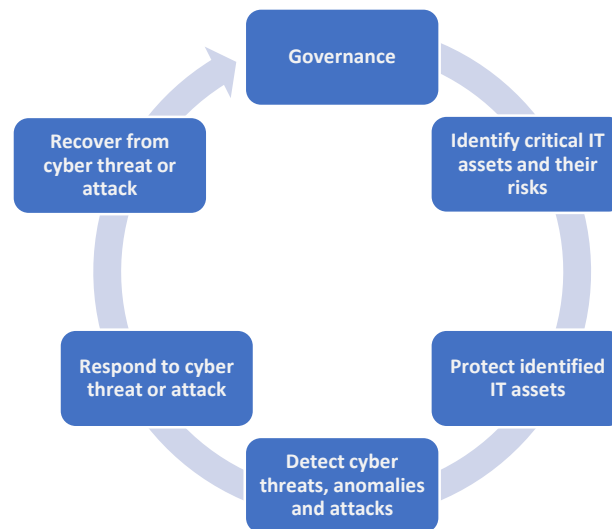 Governance
Identify critical IT
assets and their
risks
Protect identified
IT assets
Detect cyber
threats, anomalies
and attacks
Respond to cyber
threat or attack
Recover from
cyber threat or
attack